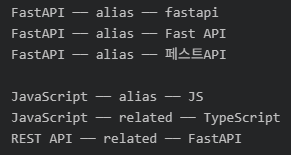 FastAPI ── alias ── fastapi
FastAPI ── alias ── Fast API
FastAPI ── alias ── 페스트API
JavaScript ── alias ── JS
JavaScript ── related ── TypeScript
REST API ── related ── FastAPI